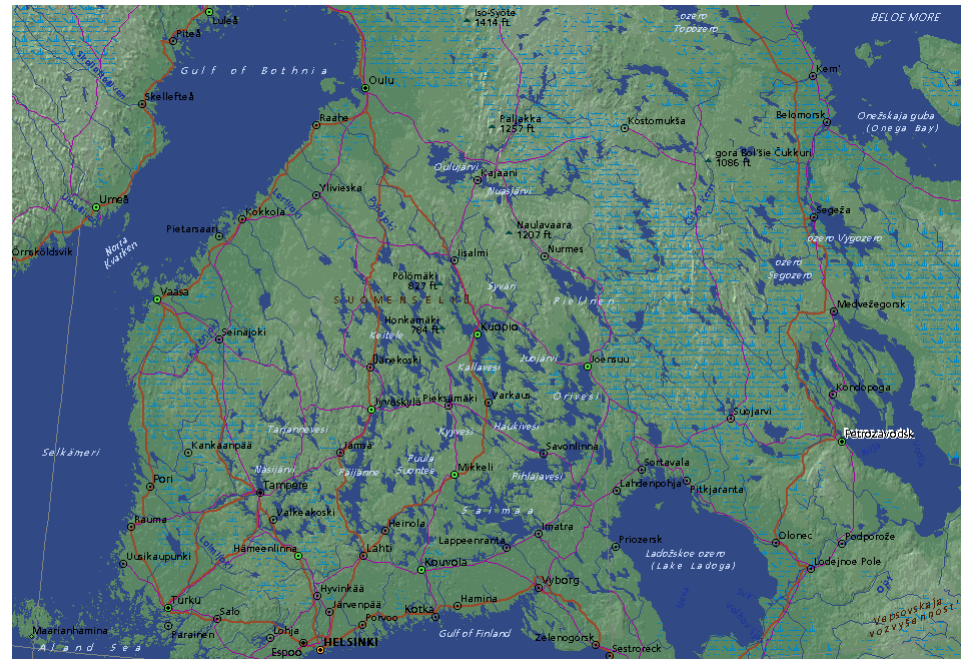 Iso-Syöte
1414 ft
ozero
Topozero
BELOE MORE
Luleå
Piteå
Skellefteälven
Gulf of Bothnia
Oulu
Kem'
Skellefteå
Raahe
Paljakka
1257 ft
Kostomukša
Belomorsk
Onežskaja guba
(Onega Bay)
gora Bol'šie Čukkuri
1086 ft
Oulujärvi
Kajaani
Nuasjärvi
Umeå
Ylivieska
Kokkola
Pietarsaari
Segeža
Naulavaara
1207 ft
Örnsköldsvik
Norra
Kvarken
Iisalmi
Nurmes
ozero Vygozero
ozero
Segozero
Pölömäki
827 ft
Syvari
Vaasa
SUOMENSELKÄ
Pielinen
Medvežegorsk
Honkamäki
784 ft
Keitele
Kuopio
Seinäjoki
Juojärvi
Joensuu
Jänekoski
Kallavesi
Kondopoga
Jyväskylä
Pieksämäki
Varkaus
Orivesi
Suojarvi
Tarjannevesi
Kyyvesi
Haukivesi
Petrozavodsk
Selkämeri
Kankaanpää
Jämsä
Puula
Suontee
Savonlinna
Näsijärvi
Päijänne
Mikkeli
Pihlajavesi
Sortavala
Pori
Tampere
Lahdenpohja
Pitkjaranta
Saimaa
Rauma
Valkeakoski
Heinola
Imatra
Lappeenranta
Priozersk
Olonec
Podporože
Uusikaupunki
Hämeenlinna
Lahti
Ladožskoe ozero
(Lake Ladoga)
Loimijoki
Kouvola
Lodejnoe Pole
Vyborg
Turku
Hyvinkää
Hamina
Salo
Järvenpää
Kotka
Porvoo
Vepsovskaja
vozvyšennost'
Maarianhamina
Parainen
Lohja
Gulf of Finland
Zelenogorsk
Åland Sea
Espoo
HELSINKI
Sestroreck